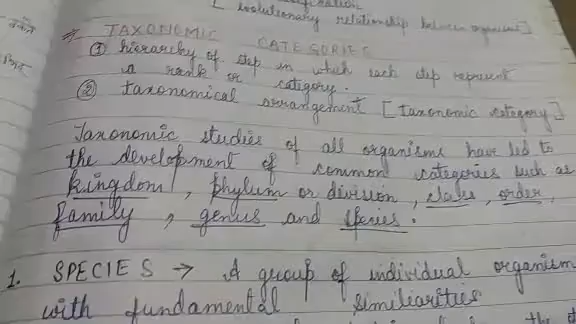 [ evolutionary relationship between organism]
TAXONOMIC CATEGORIES
① hierarchy of step in which each step represent
a rank or category.
② taxonomical arrangement [ taxonomic category]
Taxonomic studies of all organisms have led to
the development of common categories such as
kingdom, phylum or division, class, order,
family, genus and species.
1. SPECIES → A group of individual organism
with fundamental similiarities